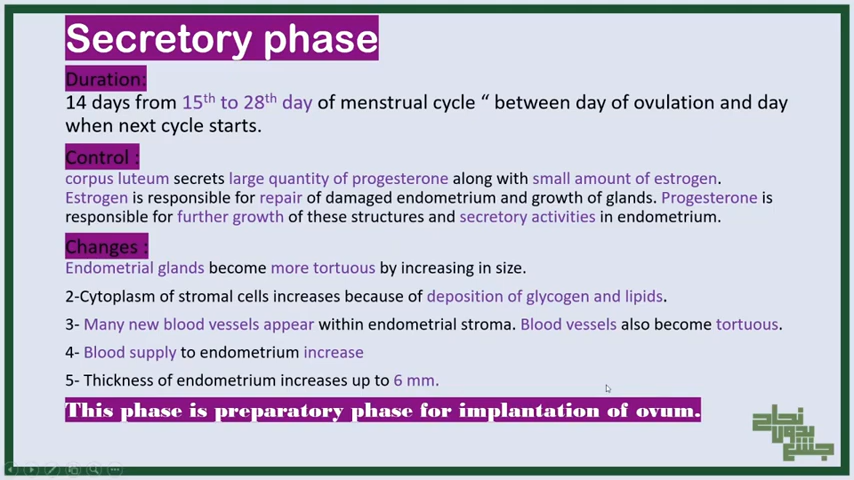 Secretory phase
Duration:
14 days from 15th to 28th day of menstrual cycle “ between day of ovulation and day
when next cycle starts.
Control :
corpus luteum secrets large quantity of progesterone along with small amount of estrogen.
Estrogen is responsible for repair of damaged endometrium and growth of glands. Progesterone is
responsible for further growth of these structures and secretory activities in endometrium.
Changes :
Endometrial glands become more tortuous by increasing in size.
2-Cytoplasm of stromal cells increases because of deposition of glycogen and lipids.
3- Many new blood vessels appear within endometrial stroma. Blood vessels also become tortuous.
4- Blood supply to endometrium increase
5- Thickness of endometrium increases up to 6 mm.
This phase is preparatory phase for implantation of ovum.
نجاح
بدون
جشع